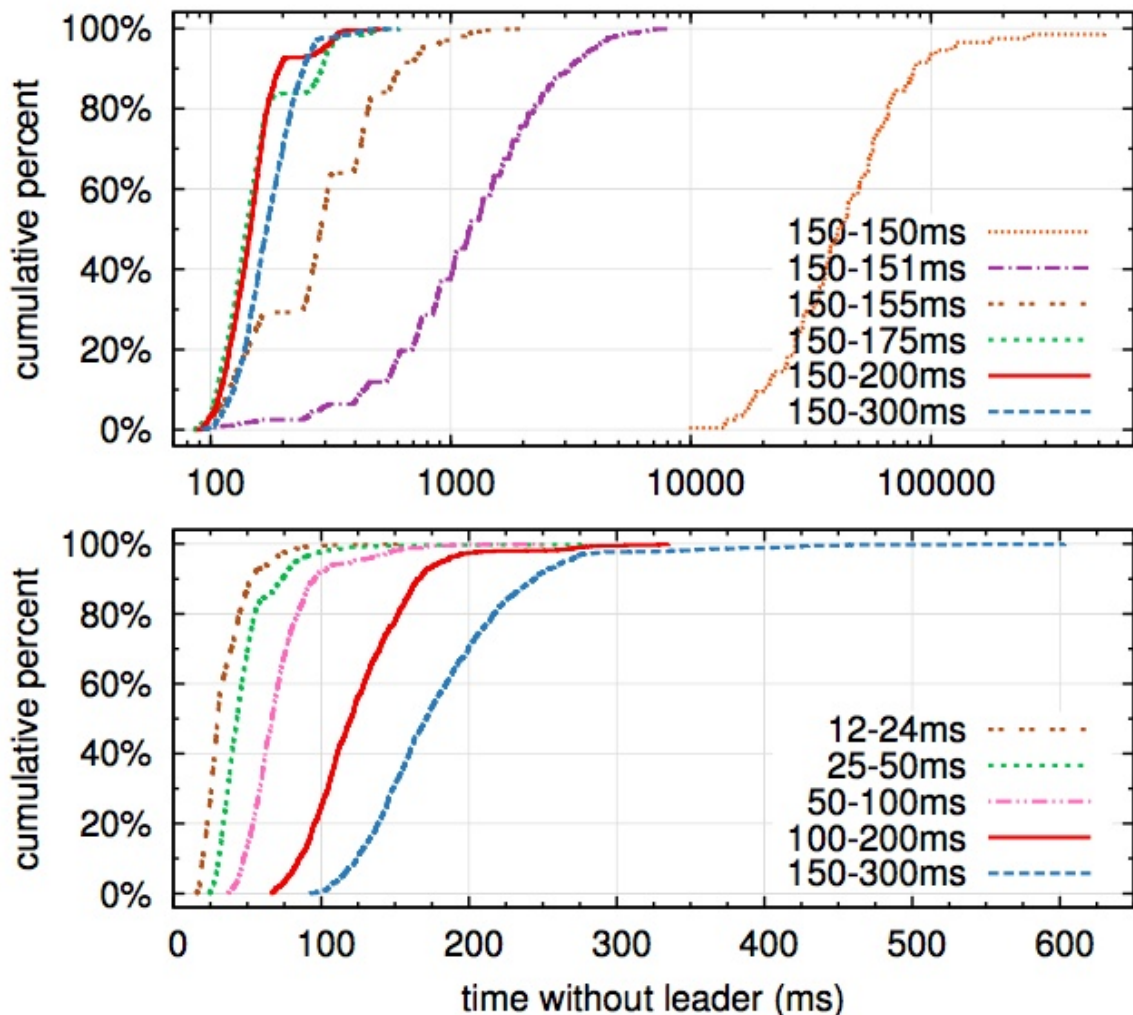 100%
80%
60%
40%
20%
0%
cumulative percent
150-150ms
150-151ms
150-155ms
150-175ms
150-200ms
150-300ms
100 1000 10000 100000
100%
80%
60%
40%
20%
0%
cumulative percent
12-24ms
25-50ms
50-100ms
100-200ms
150-300ms
0 100 200 300 400 500 600
time without leader (ms)